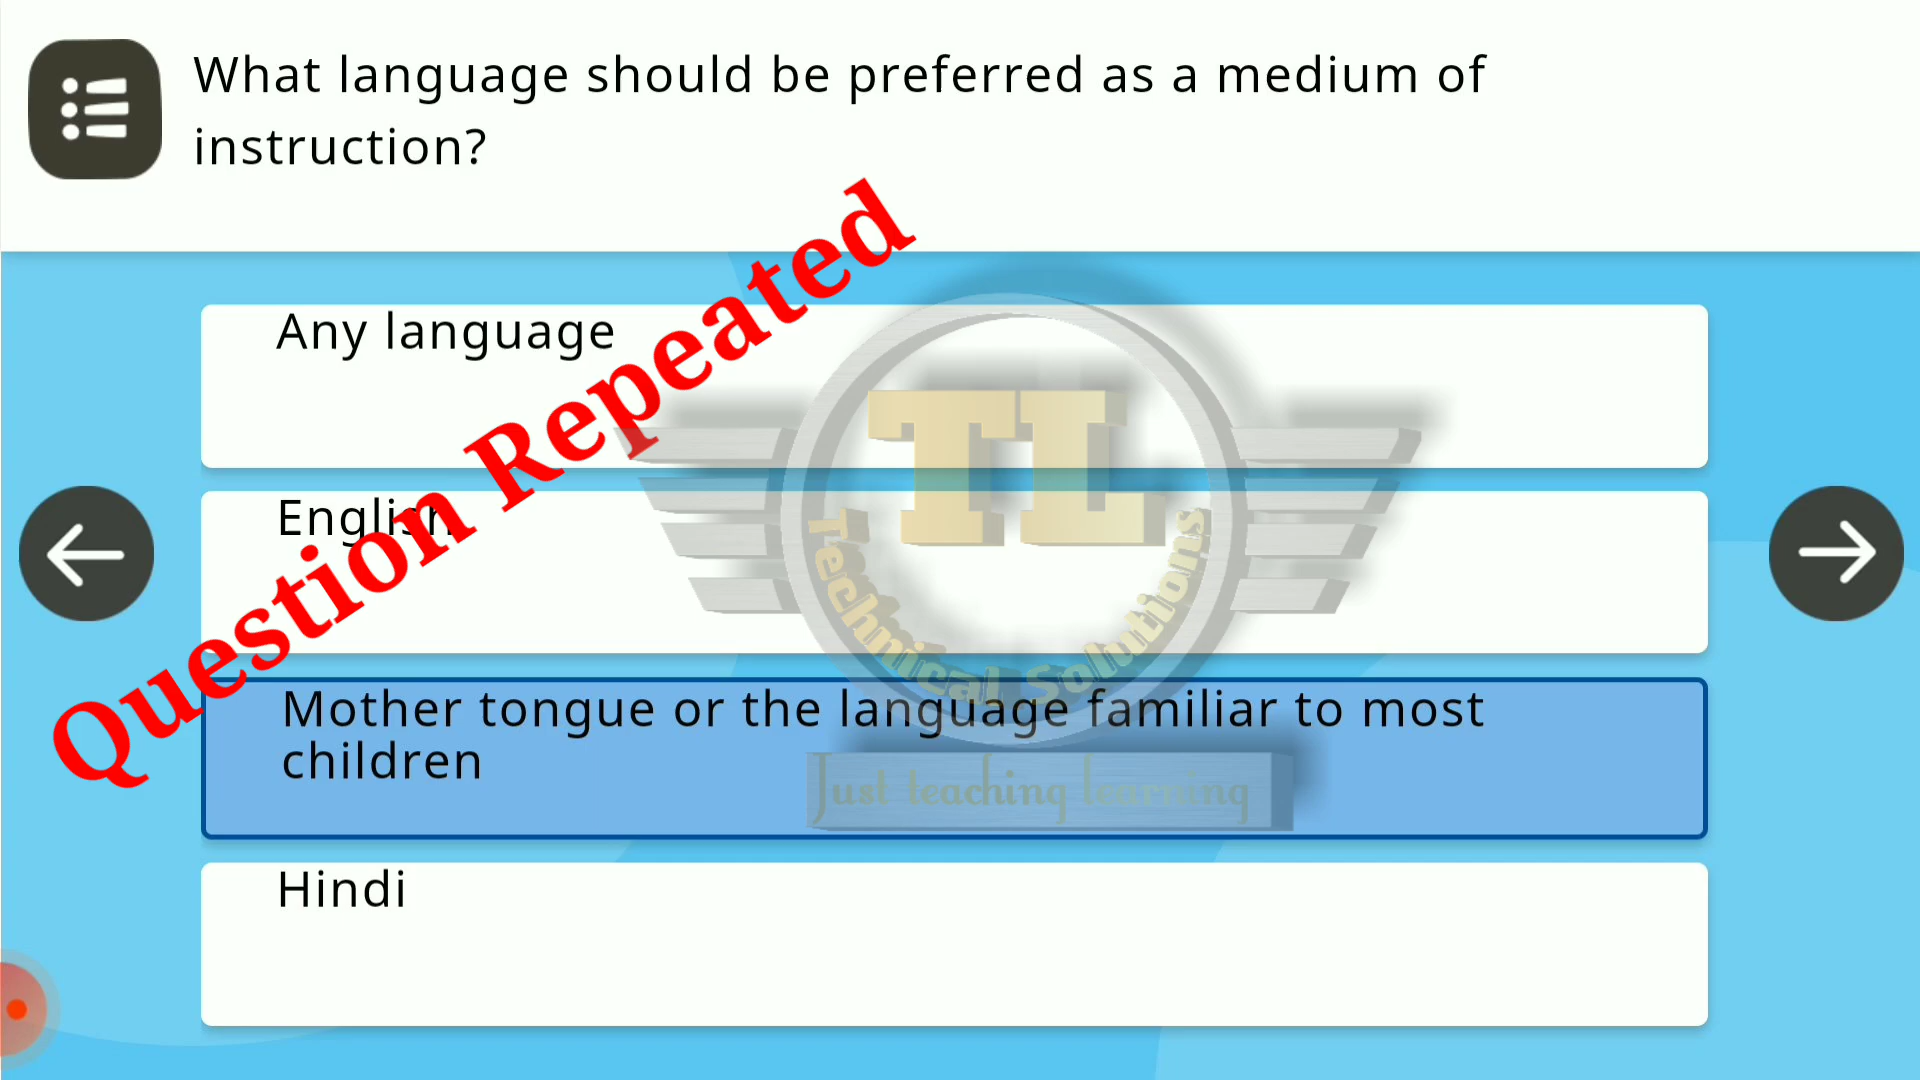 What language should be preferred as a medium of
instruction?
Any language
English
Question Repeated
Mother tongue or the language familiar to most
children
Hindi
TL
Technical Solutions
Just teaching learning